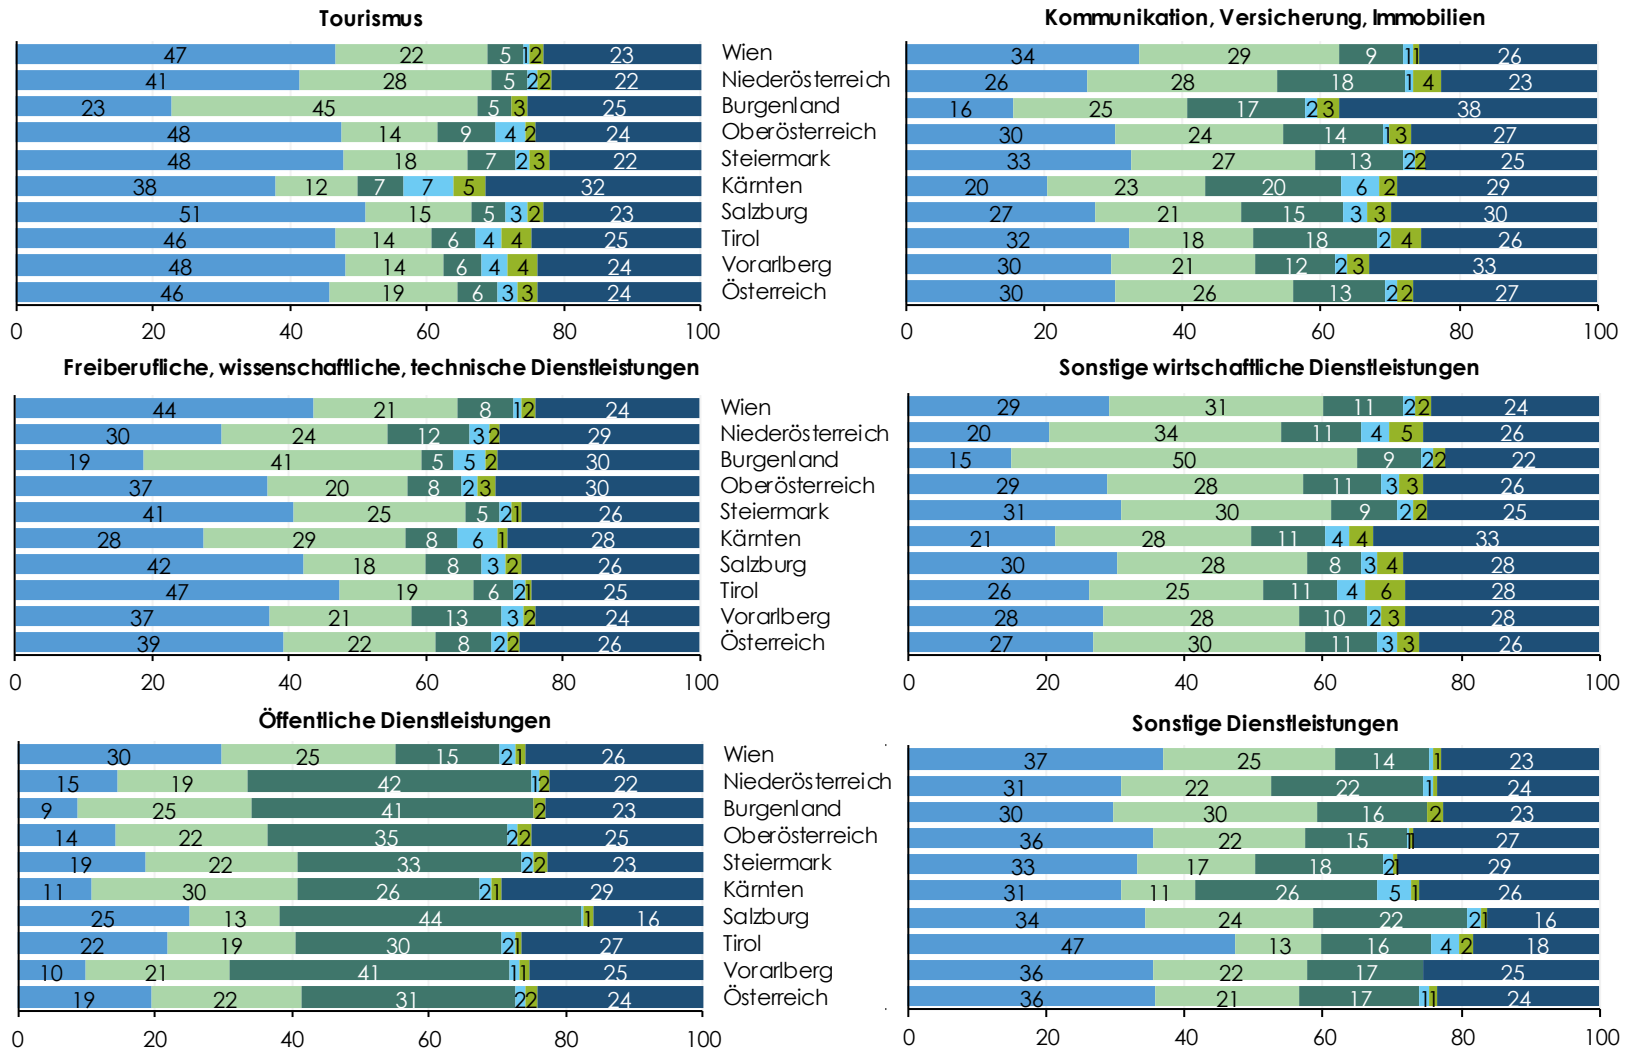 Tourismus
47 22 5 1 2 23 Wien
41 28 5 2 2 22 Niederösterreich
23 45 5 3 25 Burgenland
48 14 9 4 2 24 Oberösterreich
48 18 7 2 3 22 Steiermark
38 12 7 7 5 32 Kärnten
51 15 5 3 2 23 Salzburg
46 14 6 4 4 25 Tirol
48 14 6 4 4 24 Vorarlberg
46 19 6 3 3 24 Österreich
0 20 40 60 80 100
Kommunikation, Versicherung, Immobilien
34 29 9 1 1 26
26 28 18 1 4 23
16 25 17 2 3 38
30 24 14 1 3 27
33 27 13 2 2 25
20 23 20 6 2 29
27 21 15 3 3 30
32 18 18 2 4 26
30 21 12 2 3 33
30 26 13 2 2 27
0 20 40 60 80 100
Freiberufliche, wissenschaftliche, technische Dienstleistungen
44 21 8 1 2 24 Wien
30 24 12 3 2 29 Niederösterreich
19 41 5 5 2 30 Burgenland
37 20 8 2 3 30 Oberösterreich
41 25 5 2 1 26 Steiermark
28 29 8 6 1 28 Kärnten
42 18 8 3 2 26 Salzburg
47 19 6 2 1 25 Tirol
37 21 13 3 2 24 Vorarlberg
39 22 8 2 2 26 Österreich
0 20 40 60 80 100
Sonstige wirtschaftliche Dienstleistungen
29 31 11 2 2 24
20 34 11 4 5 26
15 50 9 2 2 22
29 28 11 3 3 26
31 30 9 2 2 25
21 28 11 4 4 33
30 28 8 3 4 28
26 25 11 4 6 28
28 28 10 2 3 28
27 30 11 3 3 26
0 20 40 60 80 100
Öffentliche Dienstleistungen
30 25 15 2 1 26 Wien
15 19 42 1 2 22 Niederösterreich
9 25 41 2 23 Burgenland
14 22 35 2 2 25 Oberösterreich
19 22 33 2 2 23 Steiermark
11 30 26 2 1 29 Kärnten
25 13 44 1 16 Salzburg
22 19 30 2 1 27 Tirol
10 21 41 1 1 25 Vorarlberg
19 22 31 2 2 24 Österreich
0 20 40 60 80 100
Sonstige Dienstleistungen
37 25 14 1 23
31 22 22 1 24
30 30 16 2 23
36 22 15 1 1 27
33 17 18 2 1 29
31 11 26 5 1 26
34 24 22 2 1 16
47 13 16 4 2 18
36 22 17 25
36 21 17 1 1 24
0 20 40 60 80 100